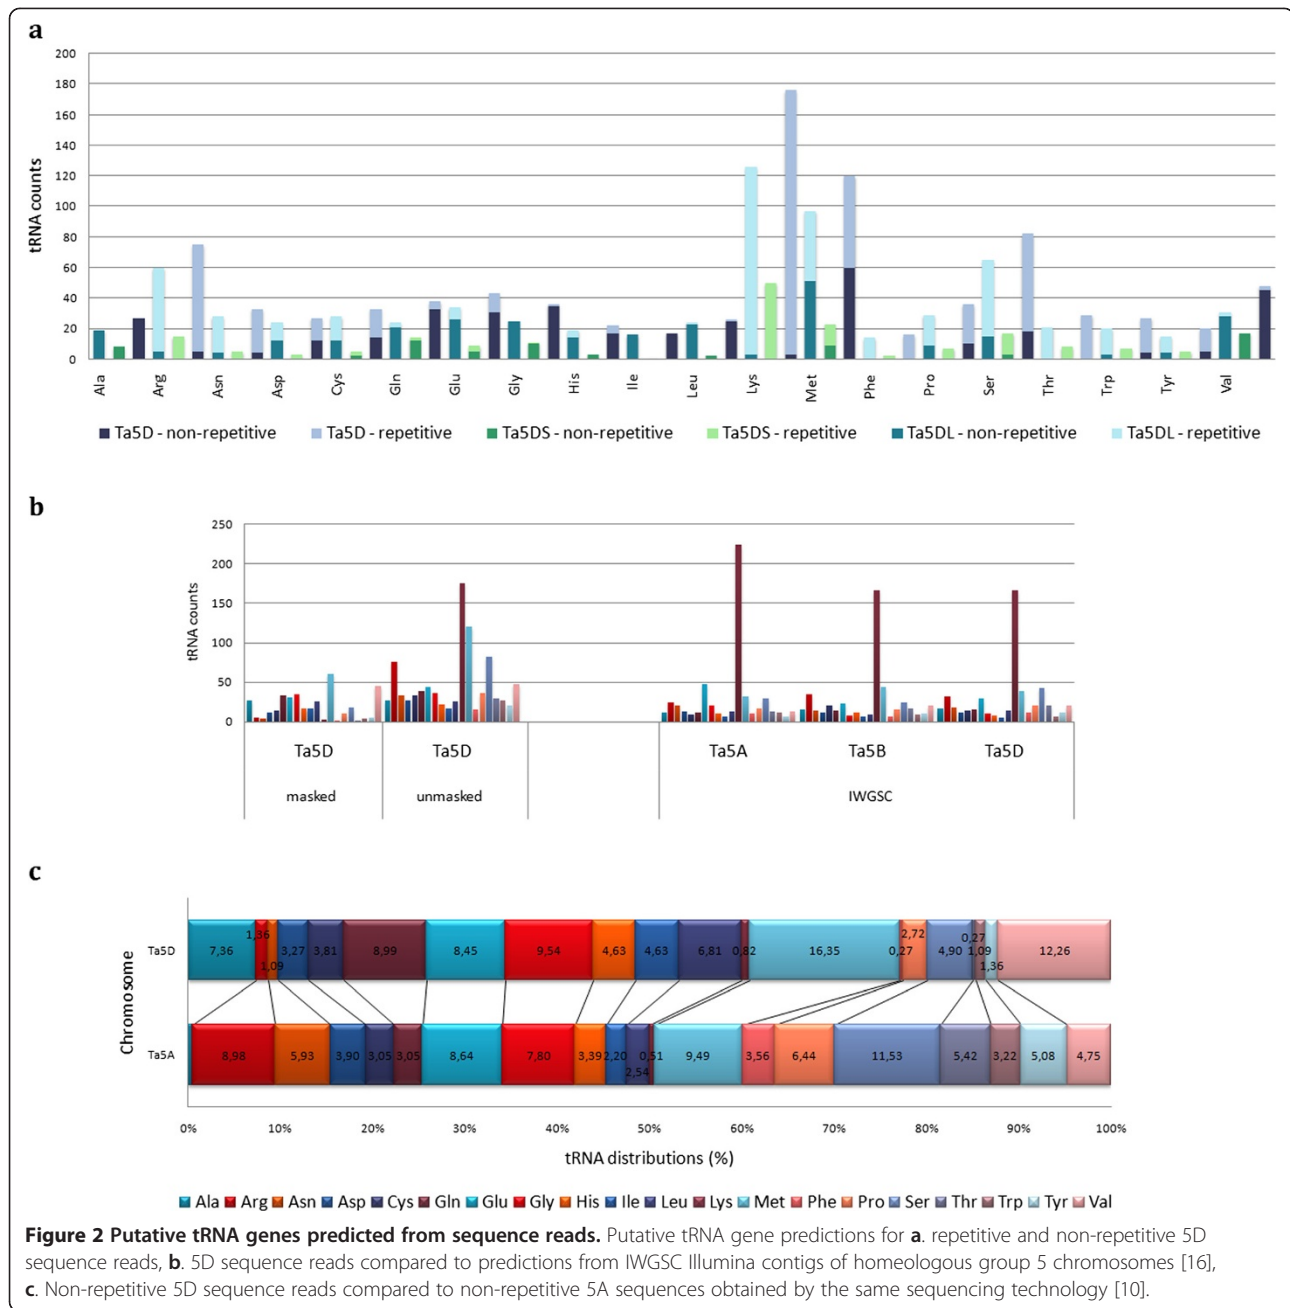 a
200
180
160
140
120
100
80
60
40
20
0
tRNA counts
Ala Arg Asn Asp Cys Gln Glu Gly His Ile Leu Lys Met Phe Pro Ser Thr Trp Tyr Val
Ta5D - non-repetitive Ta5D - repetitive Ta5DS - non-repetitive Ta5DS - repetitive Ta5DL - non-repetitive Ta5DL - repetitive
b
250
200
150
100
50
0
tRNA counts
Ta5D Ta5D Ta5A Ta5B Ta5D
masked unmasked IWGSC
c
Chromosome
Ta5D
7,36 1,36 1,09 3,27 3,81 8,99 8,45 9,54 4,63 4,63 6,81 0,82 16,35 0,27 2,72 4,90 0,27 1,09 1,36 12,26
Ta5A
8,98 5,93 3,90 3,05 3,05 8,64 7,80 3,39 2,20 2,54 0,51 9,49 3,56 6,44 11,53 5,42 3,22 5,08 4,75
0% 10% 20% 30% 40% 50% 60% 70% 80% 90% 100%
tRNA distributions (%)
Ala Arg Asn Asp Cys Gln Glu Gly His Ile Leu Lys Met Phe Pro Ser Thr Trp Tyr Val
Figure 2 Putative tRNA genes predicted from sequence reads. Putative tRNA gene predictions for a. repetitive and non-repetitive 5D
sequence reads, b. 5D sequence reads compared to predictions from IWGSC Illumina contigs of homeologous group 5 chromosomes [16],
c. Non-repetitive 5D sequence reads compared to non-repetitive 5A sequences obtained by the same sequencing technology [10].